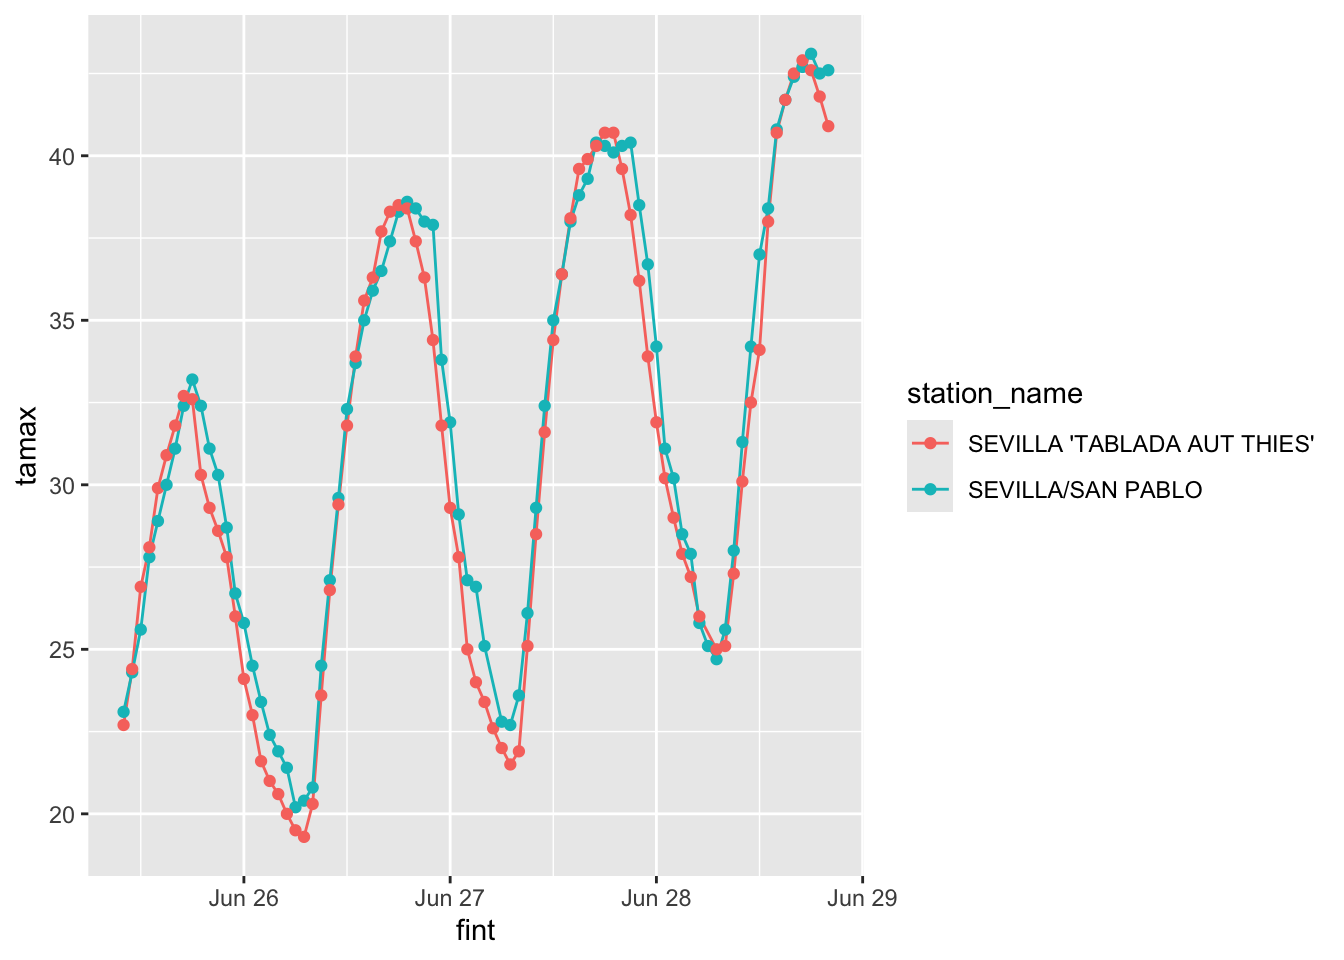 tamax
40
35
30
25
20
Jun 26
Jun 27
Jun 28
Jun 29
fint
station_name
SEVILLA 'TABLADA AUT THIES'
SEVILLA/SAN PABLO